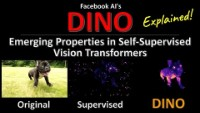 Facebook AI's
DINO
Explained!
Emerging Properties in Self-Supervised
Vision Transformers
Original
Supervised
DINO